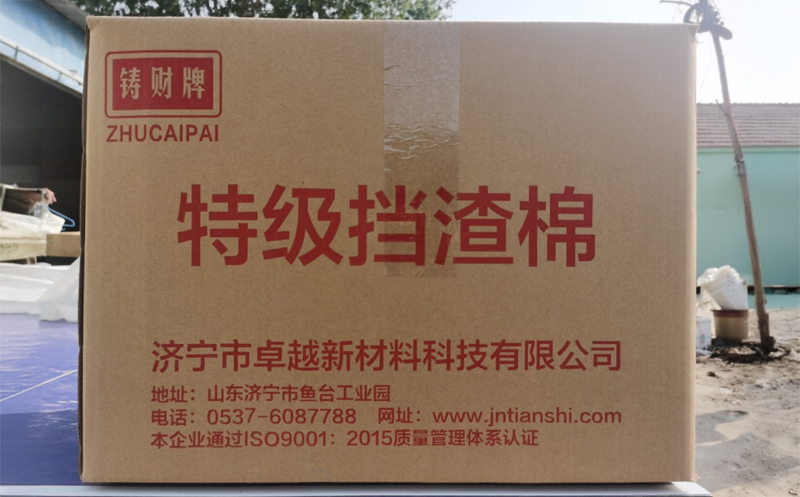 铸财牌
ZHUCAIPAI
特级挡渣棉
济宁市卓越新材料科技有限公司
地址：山东济宁市鱼台工业园
电话：0537-6087788 网址：www.jntianshi.com
本企业通过ISO9001：2015质量管理体系认证